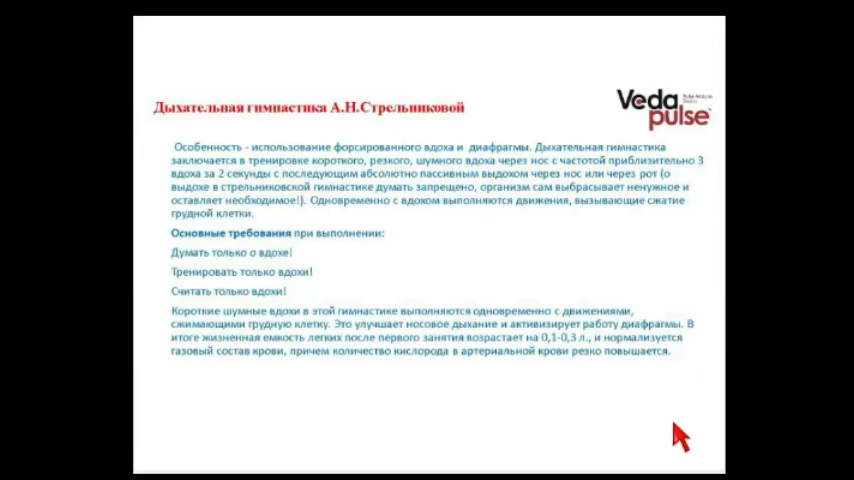 Дыхательная гимнастика А.Н.Стрельниковой
Veda
pulse™
Особенность - использование форсированного вдоха и диафрагмы. Дыхательная гимнастика
заключается в тренировке короткого, резкого, шумного вдоха через нос с частотой приблизительно 3
вдоха за 2 секунды с последующим абсолютно пассивным выдохом через нос или через рот (о
выдохе в стрельниковской гимнастике думать запрещено, организм сам выбрасывает ненужное и
оставляет необходимое!). Одновременно с вдохом выполняются движения, вызывающие сжатие
грудной клетки.
Основные требования при выполнении:
Думать только о вдохе!
Тренировать только вдохи!
Считать только вдохи!
Короткие шумные вдохи в этой гимнастике выполняются одновременно с движениями,
сжимающими грудную клетку. Это улучшает носовое дыхание и активизирует работу диафрагмы. В
итоге жизненная емкость легких после первого занятия возрастает на 0,1-0,3 л., и нормализуется
газовый состав крови, причем количество кислорода в артериальной крови резко повышается.